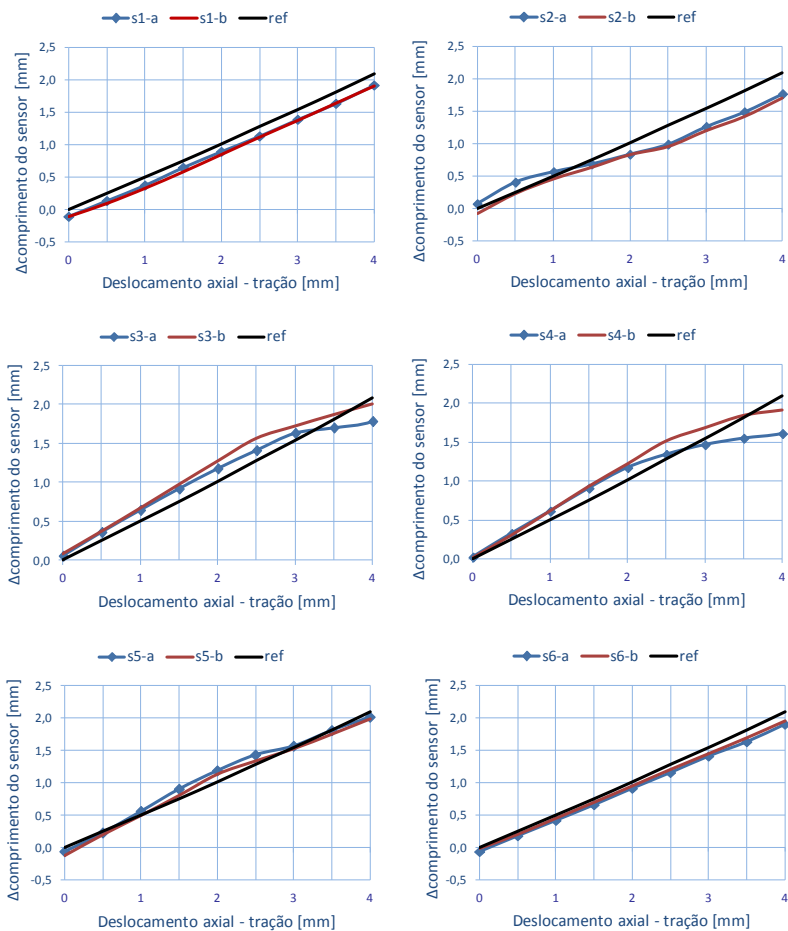 s1-a s1-b ref
Δcomprimento do sensor [mm]
2,5
2,0
1,5
1,0
0,5
0,0
-0,5
0 1 2 3 4
Deslocamento axial - tração [mm]
s2-a s2-b ref
Δcomprimento do sensor [mm]
2,5
2,0
1,5
1,0
0,5
0,0
-0,5
0 1 2 3 4
Deslocamento axial - tração [mm]
s3-a s3-b ref
Δcomprimento do sensor [mm]
2,5
2,0
1,5
1,0
0,5
0,0
0 1 2 3 4
Deslocamento axial - tração [mm]
s4-a s4-b ref
Δcomprimento do sensor [mm]
2,5
2,0
1,5
1,0
0,5
0,0
0 1 2 3 4
Deslocamento axial - tração [mm]
s5-a s5-b ref
Δcomprimento do sensor [mm]
2,5
2,0
1,5
1,0
0,5
0,0
-0,5
0 1 2 3 4
Deslocamento axial - tração [mm]
s6-a s6-b ref
Δcomprimento do sensor [mm]
2,5
2,0
1,5
1,0
0,5
0,0
-0,5
0 1 2 3 4
Deslocamento axial - tração [mm]